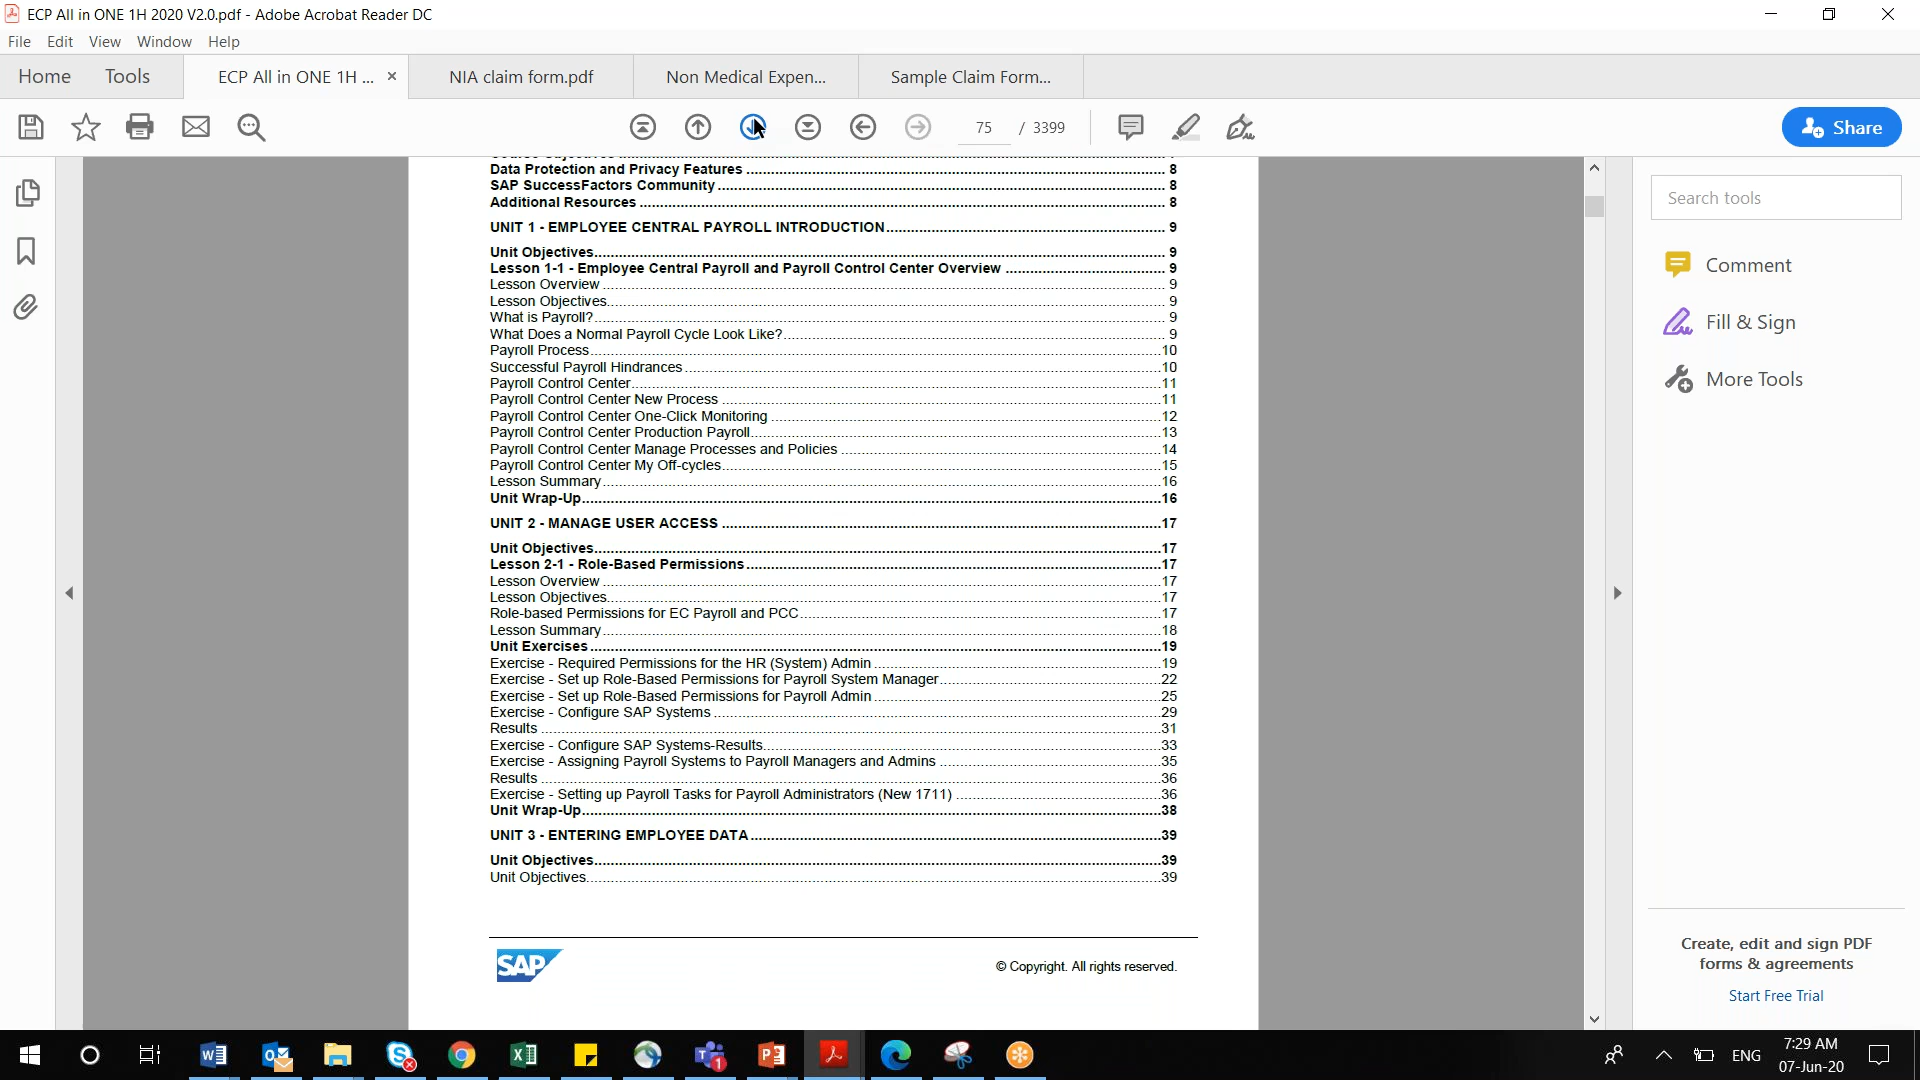 ECP All in ONE 1H 2020 V2.0.pdf - Adobe Acrobat Reader DC
File Edit View Window Help
Home Tools ECP All in ONE 1H ... × NIA claim form.pdf Non Medical Expen... Sample Claim Form...
75 / 3399 Share
Data Protection and Privacy Features 8
SAP SuccessFactors Community 8
Additional Resources 8
UNIT 1 - EMPLOYEE CENTRAL PAYROLL INTRODUCTION 9
Unit Objectives 9
Lesson 1-1 - Employee Central Payroll and Payroll Control Center Overview 9
Lesson Overview 9
Lesson Objectives 9
What is Payroll? 9
What Does a Normal Payroll Cycle Look Like? 9
Payroll Process 10
Successful Payroll Hindrances 10
Payroll Control Center 11
Payroll Control Center New Process 11
Payroll Control Center One-Click Monitoring 12
Payroll Control Center Production Payroll 13
Payroll Control Center Manage Processes and Policies 14
Payroll Control Center My Off-cycles 15
Lesson Summary 16
Unit Wrap-Up 16
UNIT 2 - MANAGE USER ACCESS 17
Unit Objectives 17
Lesson 2-1 - Role-Based Permissions 17
Lesson Overview 17
Lesson Objectives 17
Role-based Permissions for EC Payroll and PCC 17
Lesson Summary 18
Unit Exercises 19
Exercise - Required Permissions for the HR (System) Admin 19
Exercise - Set up Role-Based Permissions for Payroll System Manager 22
Exercise - Set up Role-Based Permissions for Payroll Admin 25
Exercise - Configure SAP Systems 29
Results 31
Exercise - Configure SAP Systems-Results 33
Exercise - Assigning Payroll Systems to Payroll Managers and Admins 35
Results 36
Exercise - Setting up Payroll Tasks for Payroll Administrators (New 1711) 36
Unit Wrap-Up 38
UNIT 3 - ENTERING EMPLOYEE DATA 39
Unit Objectives 39
Unit Objectives 39
SAP © Copyright. All rights reserved.
Search tools
Comment
Fill & Sign
More Tools
Create, edit and sign PDF
forms & agreements
Start Free Trial
ENG
7:29 AM
07-Jun-20